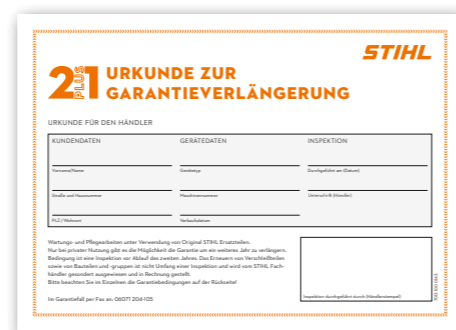 STIHL
2 PLUS 1 URKUNDE ZUR
GARANTIEVERLÄNGERUNG
URKUNDE FÜR DEN HÄNDLER
KUNDENDATEN GERÄTEDATEN INSPEKTION
Vorname/Name Gerätetyp Durchgeführt am (Datum)
Straße und Hausnummer Maschinennummer Unterschrift (Händler)
PLZ/Wohnort Verkaufsdatum
Wartungs- und Pflegearbeiten unter Verwendung von Original STIHL Ersatzteilen.
Nur bei privater Nutzung gibt es die Möglichkeit die Garantie um ein weiteres Jahr zu verlängern.
Bedingung ist eine Inspektion vor Ablauf des zweiten Jahres. Das Erneuern von Verschleißteilen
sowie von Bauteilen und -gruppen ist nicht Umfang einer Inspektion und wird vom STIHL Fach-
händler gesondert ausgewiesen und in Rechnung gestellt.
Bitte beachten Sie im Einzelnen die Garantiebedingungen auf der Rückseite!
Im Garantiefall per Fax an: 06071 204-105
Inspektion durchgeführt durch (Händlerstempel)